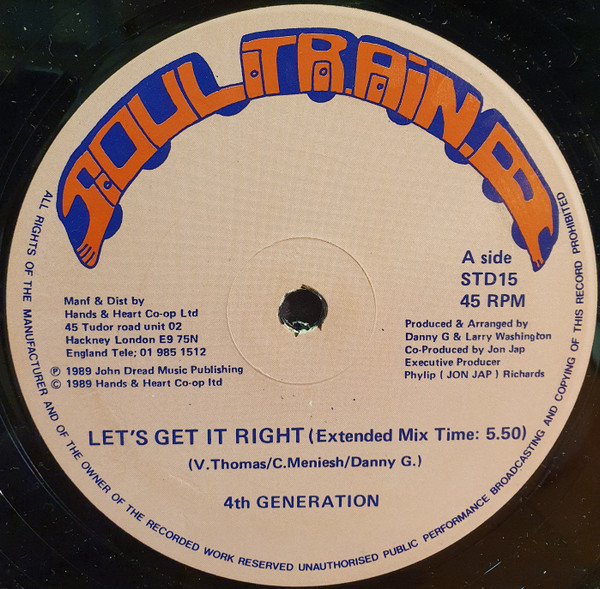 SOUL.TR.AIN.D
A side
STD15
45 RPM
Manf & Dist by
Hands & Heart Co-op Ltd
45 Tudor road unit 02
Hackney London E9 75N
England Tele; 01 985 1512
Ⓟ 1989 John Dread Music Publishing
© 1989 Hands & Heart Co-op ltd
Produced & Arranged by
Danny G & Larry Washington
Co-Produced by Jon Jap
Executive Producer
Phylip ( JON JAP ) Richards
LET'S GET IT RIGHT (Extended Mix Time: 5.50)
(V.Thomas/C.Meniesh/Danny G.)
4th GENERATION
ALL RIGHTS OF THE MANUFACTURER AND OF THE OWNER OF THE RECORDED WORK RESERVED UNAUTHORISED PUBLIC PERFORMANCE BROADCASTING AND COPYING OF THIS RECORD PROHIBITED